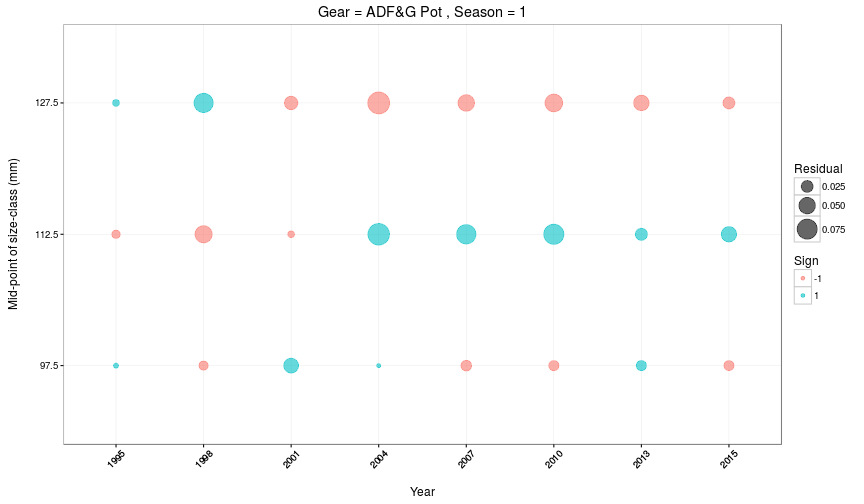 Gear = ADF&G Pot , Season = 1
Mid-point of size-class (mm)
127.5
112.5
97.5
1995 1998 2001 2004 2007 2010 2013 2015
Year
Residual
0.025
0.050
0.075
Sign
-1
1